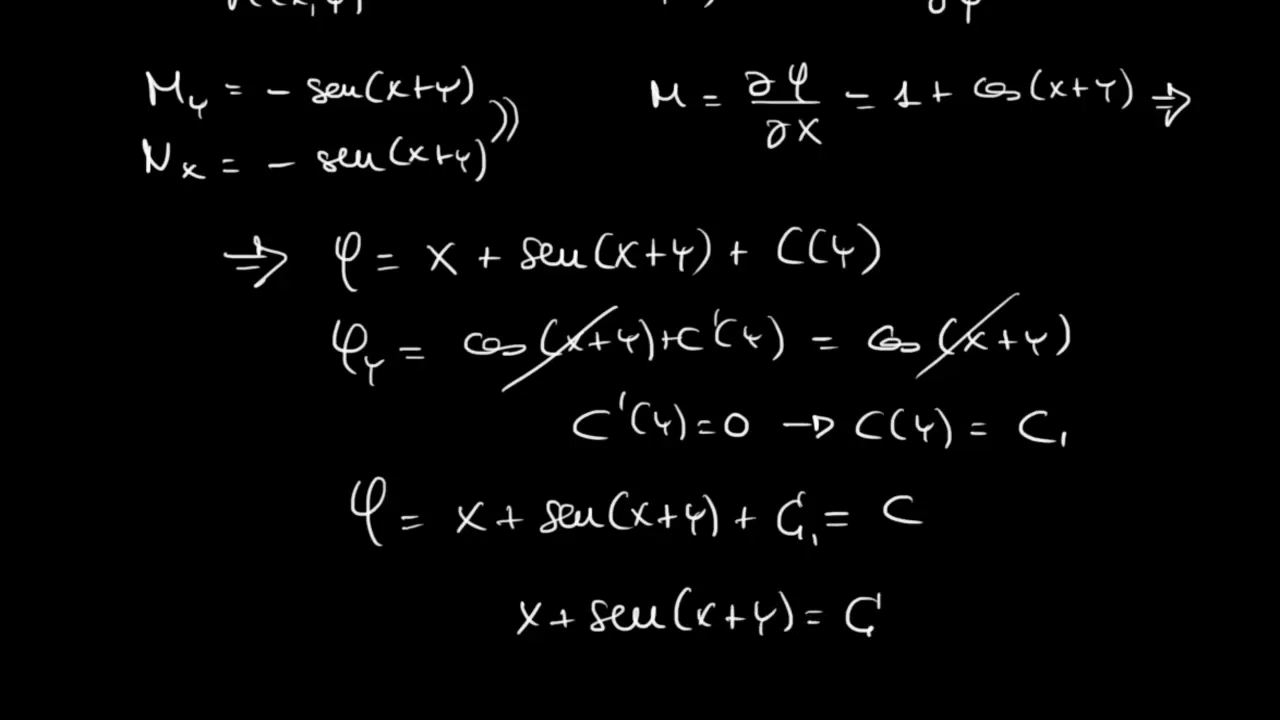 M_y = - sen(x+y)
N_x = - sen(x+y) ))
M = ∂φ/∂x = 1 + cos(x+y) ⇒
⇒ φ = x + sen(x+y) + C(y)
φ_y = cos(x+y) + C'(y) = cos(x+y)
C'(y) = 0 → C(y) = C₁
φ = x + sen(x+y) + C₁ = C
x + sen(x+y) = C